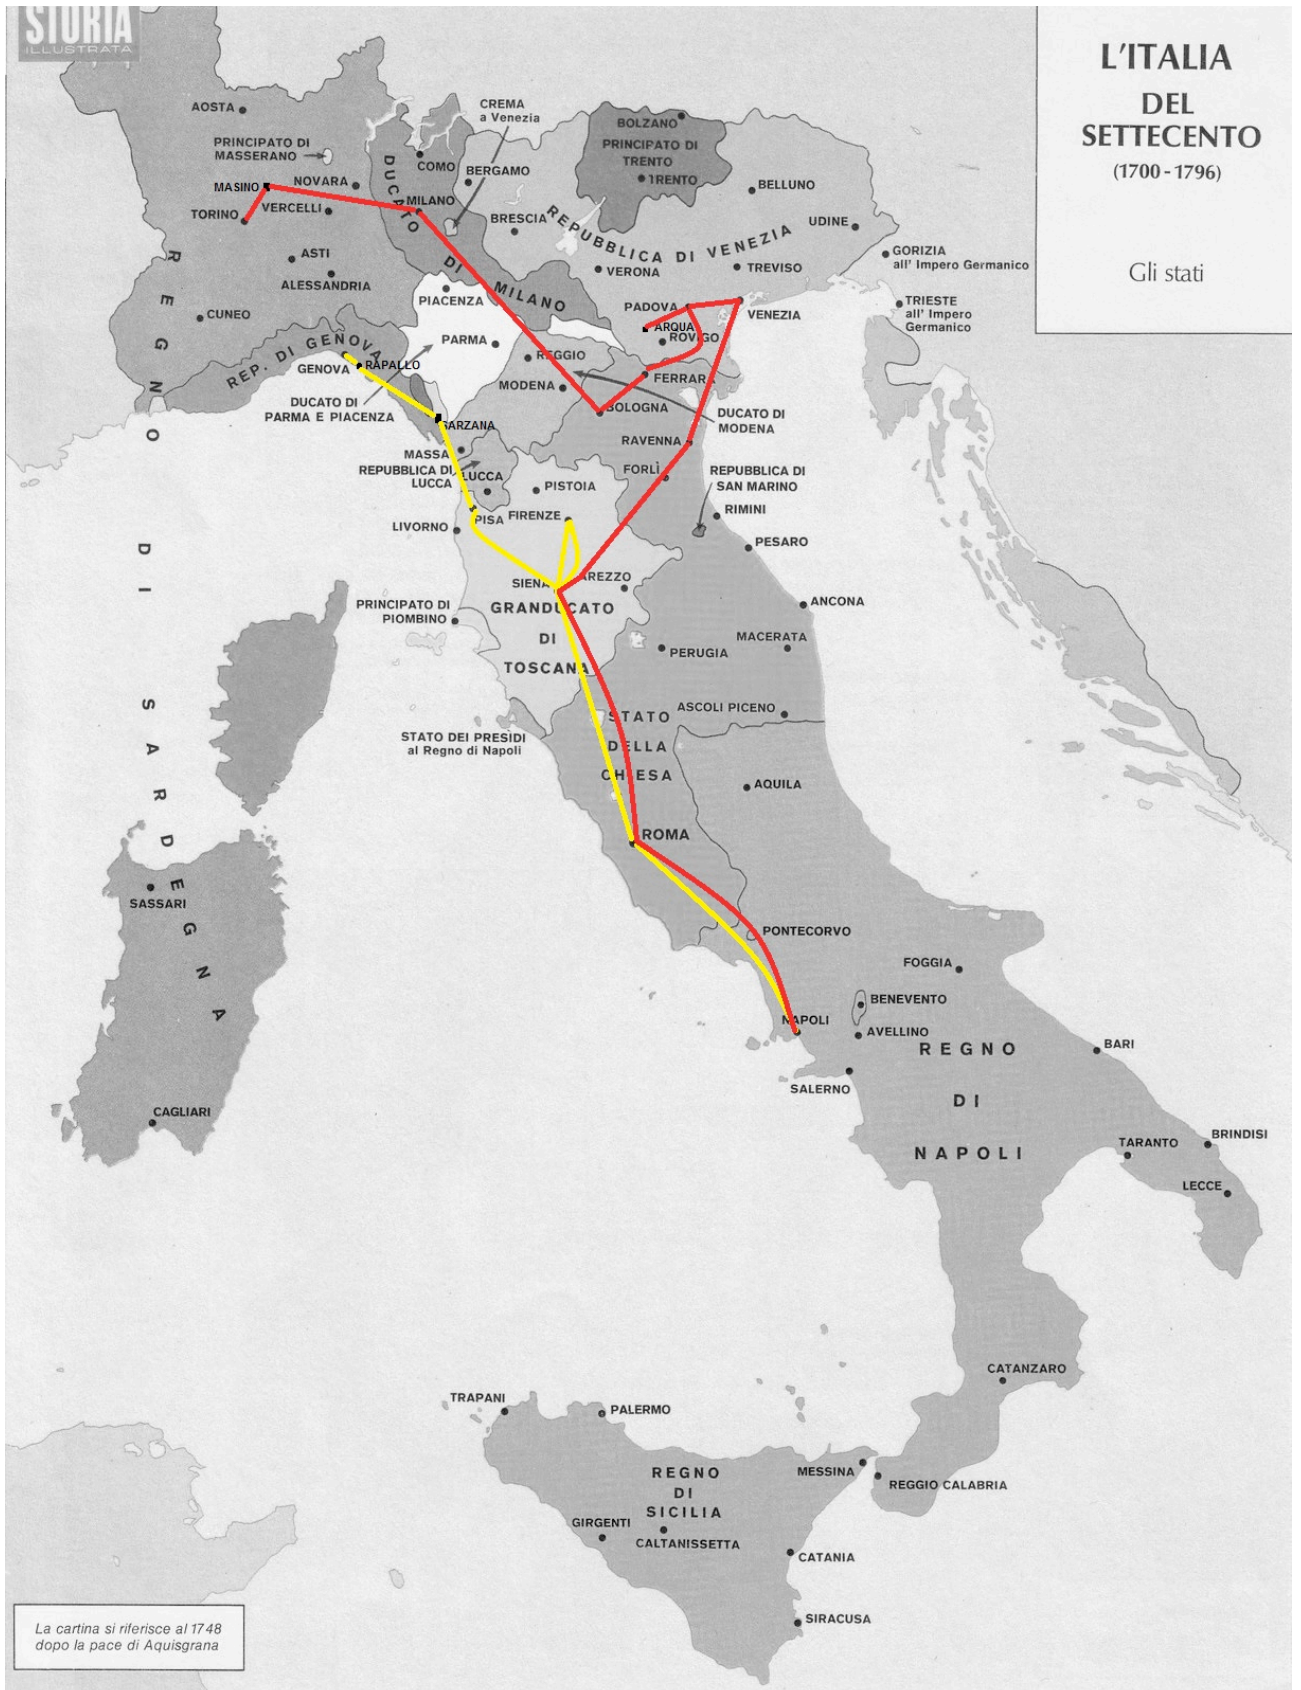 STORIA
ILLUSTRATA
L'ITALIA
DEL
SETTECENTO
(1700 - 1796)
Gli stati
AOSTA
PRINCIPATO DI
MASSERANO
CREMA
a Venezia
BOLZANO
PRINCIPATO DI
TRENTO
TRENTO
COMO
BERGAMO
MASINO
NOVARA
BELLUNO
TORINO
VERCELLI
MILANO
BRESCIA
UDINE
DUCATO
DI
MILANO
REPUBBLICA DI VENEZIA
GORIZIA
all' Impero Germanico
ASTI
VERONA
TREVISO
ALESSANDRIA
PIACENZA
PADOVA
VENEZIA
TRIESTE
all' Impero
Germanico
CUNEO
ARQUA
ROVIGO
PARMA
REGGIO
REP. DI GENOVA
GENOVA
RAPALLO
FERRARA
MODENA
DUCATO DI
PARMA E PIACENZA
BOLOGNA
DUCATO DI
MODENA
SARZANA
RAVENNA
MASSA
REPUBBLICA DI
LUCCA
LUCCA
FORLÌ
REPUBBLICA DI
SAN MARINO
PISTOIA
LIVORNO
PISA
FIRENZE
RIMINI
PESARO
SIENA
AREZZO
PRINCIPATO DI
PIOMBINO
GRANDUCATO
DI
TOSCANA
ANCONA
MACERATA
PERUGIA
ASCOLI PICENO
STATO DEI PRESIDI
al Regno di Napoli
STATO
DELLA
CHIESA
AQUILA
ROMA
REGNO
DI
SARDEGNA
SASSARI
PONTECORVO
FOGGIA
BENEVENTO
NAPOLI
AVELLINO
BARI
SALERNO
REGNO
DI
NAPOLI
CAGLIARI
TARANTO
BRINDISI
LECCE
CATANZARO
TRAPANI
PALERMO
MESSINA
REGGIO CALABRIA
REGNO
DI
SICILIA
GIRGENTI
CALTANISSETTA
CATANIA
SIRACUSA
La cartina si riferisce al 1748
dopo la pace di Aquisgrana